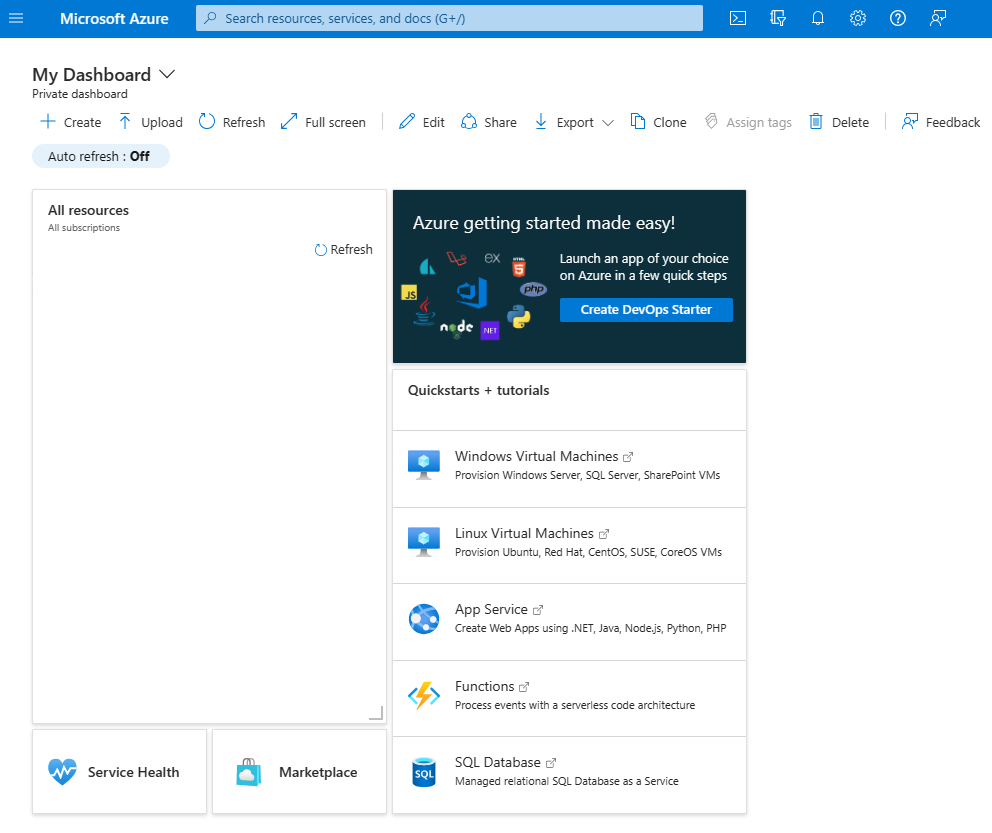 Microsoft Azure
Search resources, services, and docs (G+/)
My Dashboard
Private dashboard
Create Upload Refresh Full screen Edit Share Export Clone Assign tags Delete Feedback
Auto refresh : Off
All resources
All subscriptions
Refresh
Azure getting started made easy!
EX
HTML
5
JS
php
node
NET
Launch an app of your choice
on Azure in a few quick steps
Create DevOps Starter
Quickstarts + tutorials
Windows Virtual Machines
Provision Windows Server, SQL Server, SharePoint VMs
Linux Virtual Machines
Provision Ubuntu, Red Hat, CentOS, SUSE, CoreOS VMs
App Service
Create Web Apps using .NET, Java, Node.js, Python, PHP
Functions
Process events with a serverless code architecture
SQL
SQL Database
Managed relational SQL Database as a Service
Service Health
Marketplace